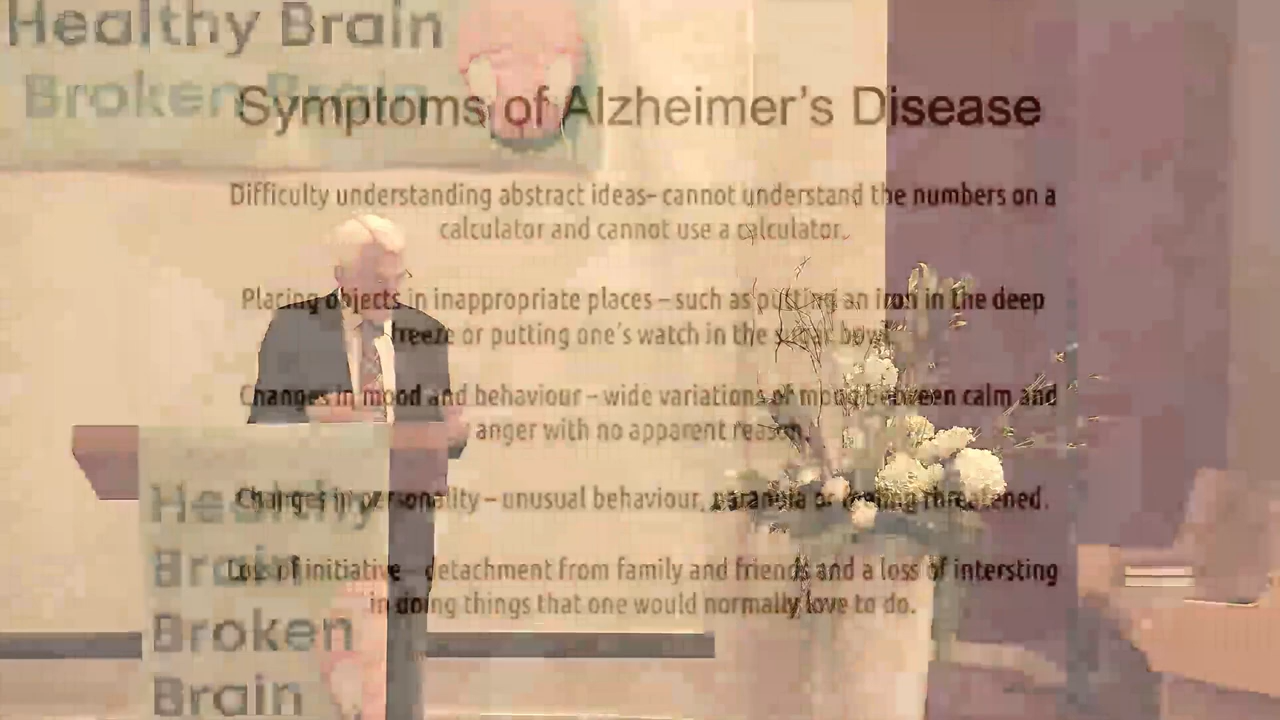 Healthy Brain
Broken Brain
Symptoms of Alzheimer's Disease
Difficulty understanding abstract ideas– cannot understand the numbers on a
calculator and cannot use a calculator.
Placing objects in inappropriate places – such as putting an iron in the deep
freeze or putting one's watch in the sugar bowl.
Changes in mood and behaviour – wide variations of mood between calm and
anger with no apparent reason.
Changes in personality – unusual behaviour, paranoia or feeling threatened.
Loss of initiative – detachment from family and friends and a loss of intersting
in doing things that one would normally love to do.
Healthy
Brain
Broken
Brain